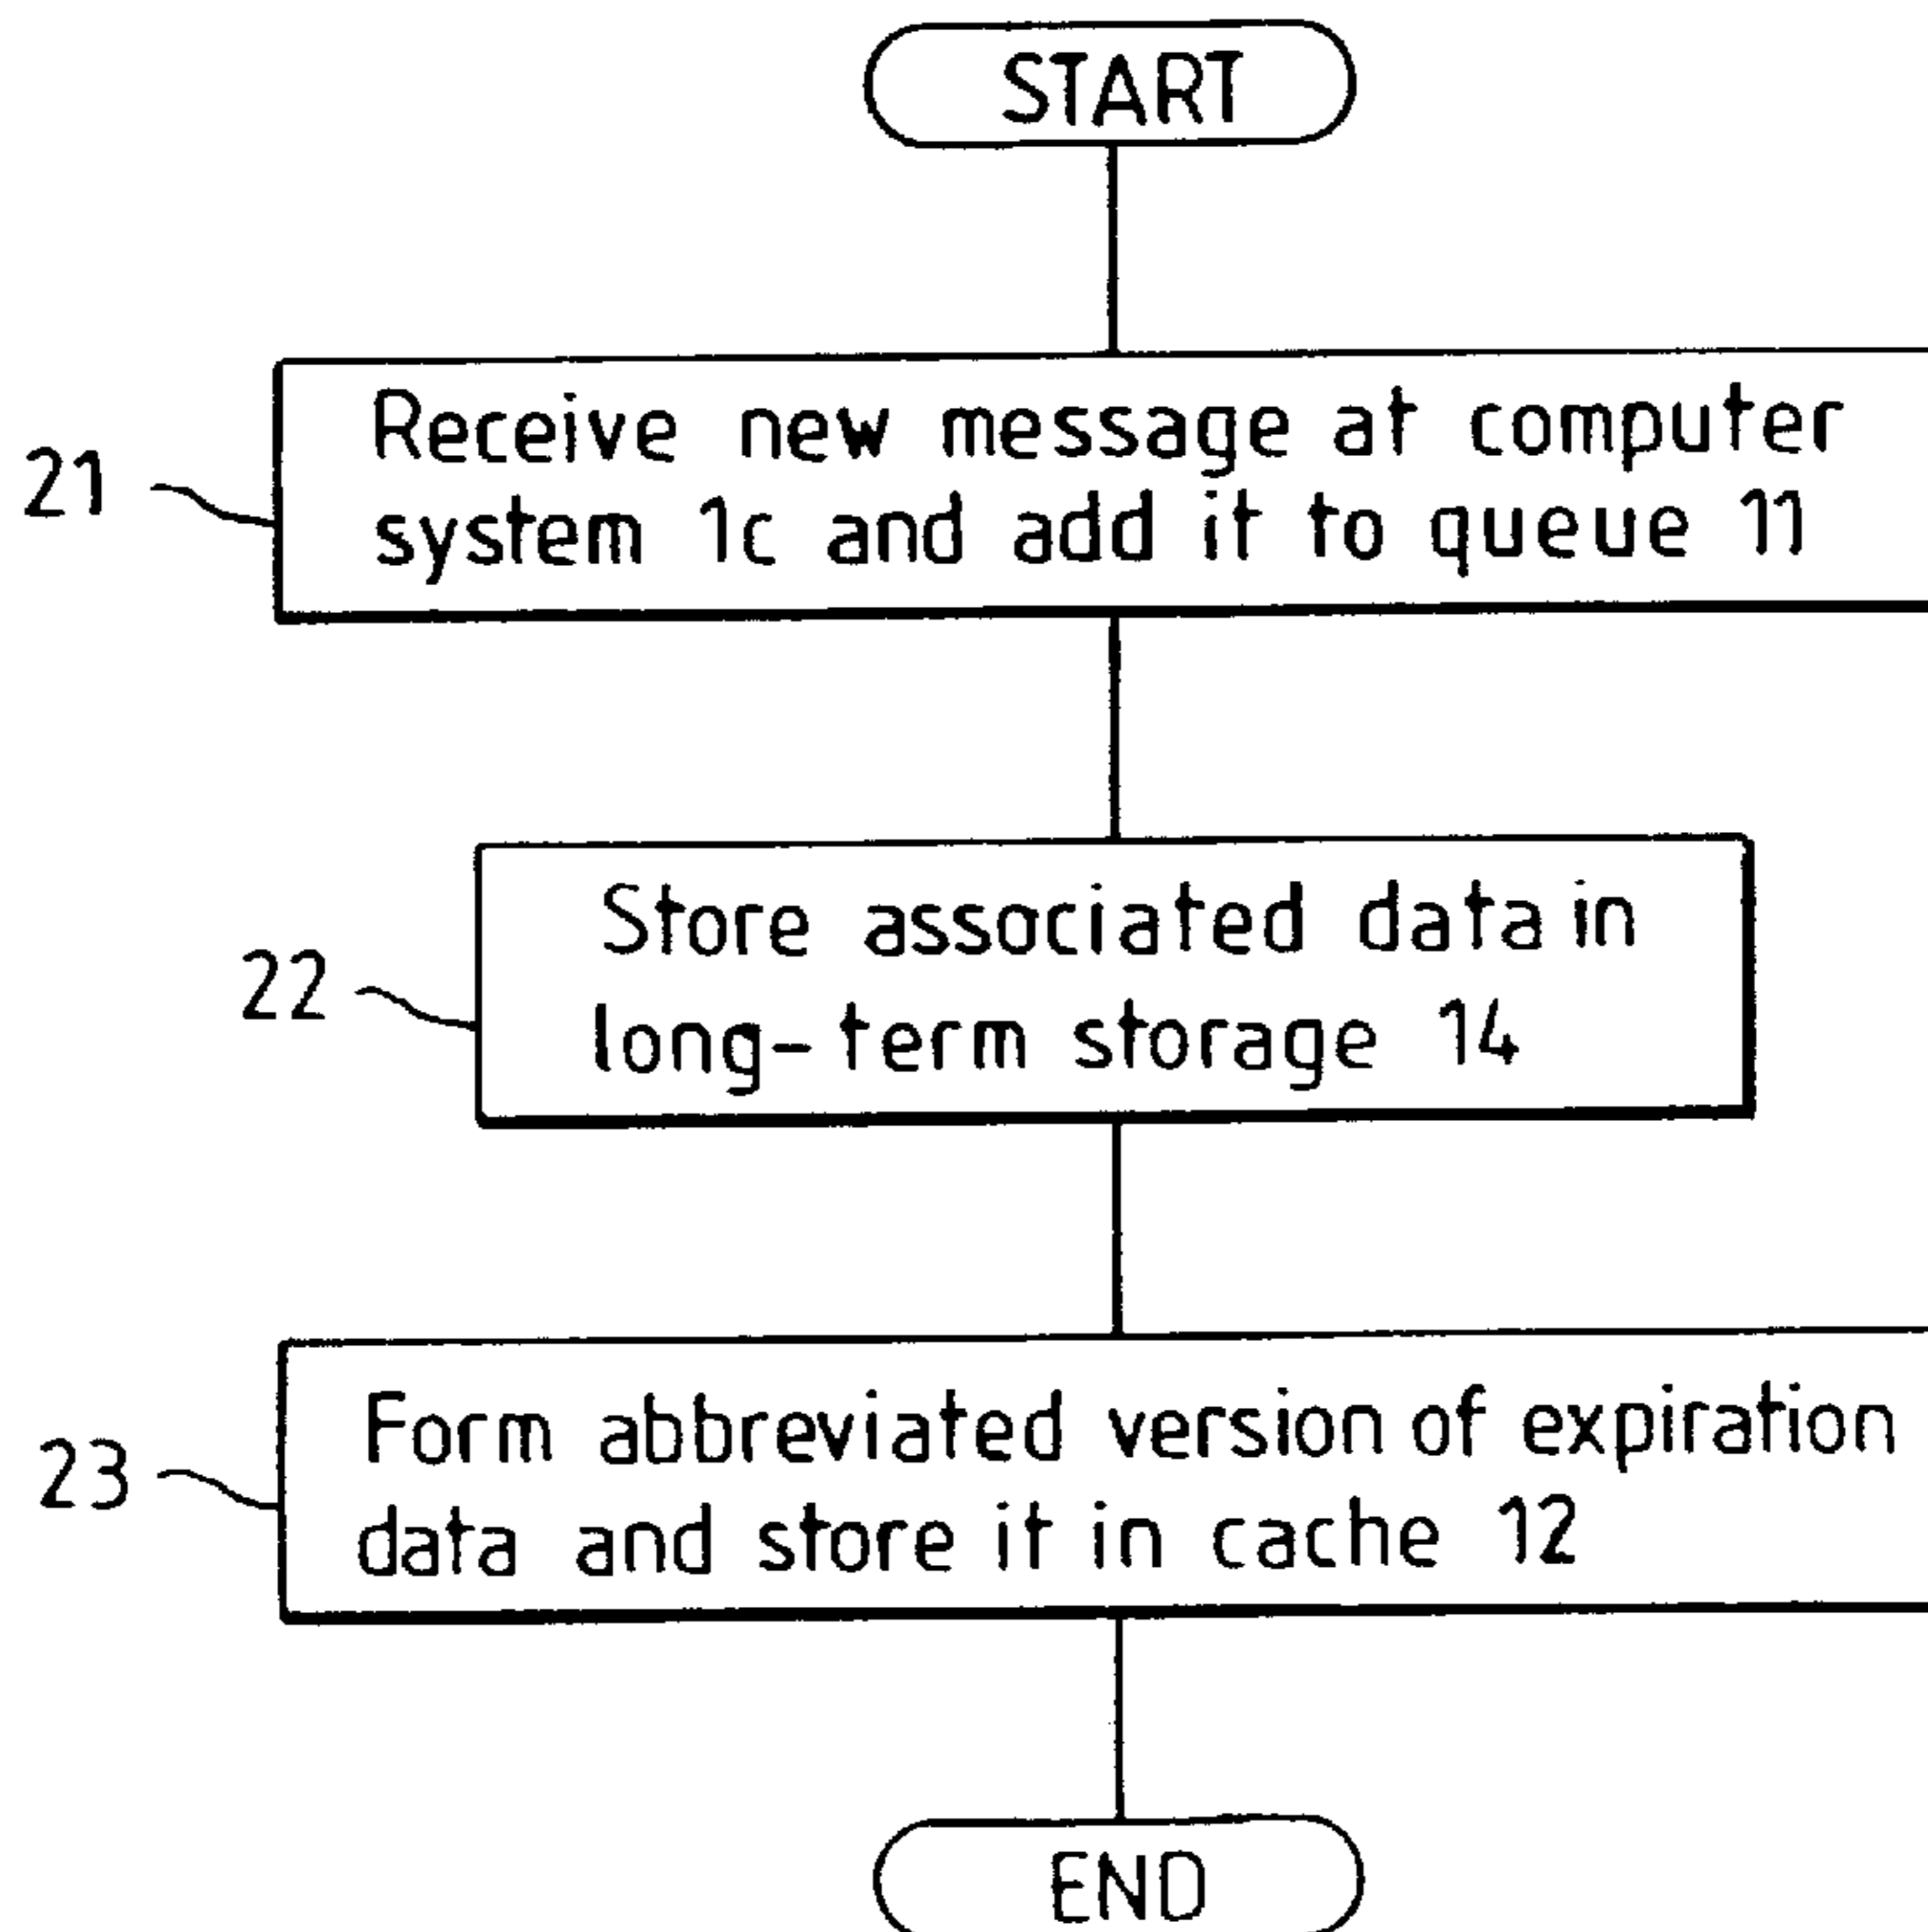 START
21
Receive new message at computer
system 1c and add it to queue 11
22
Store associated data in
long-term storage 14
23
Form abbreviated version of expiration
data and store it in cache 12
END